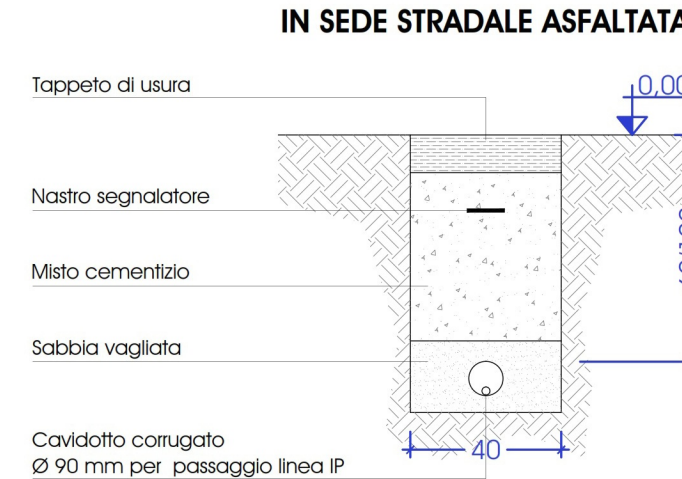 IN SEDE STRADALE ASFALTATA
Tappeto di usura
0,00
Nastro segnalatore
Misto cementizio
Sabbia vagliata
Cavidotto corrugato
Ø 90 mm per passaggio linea IP
40